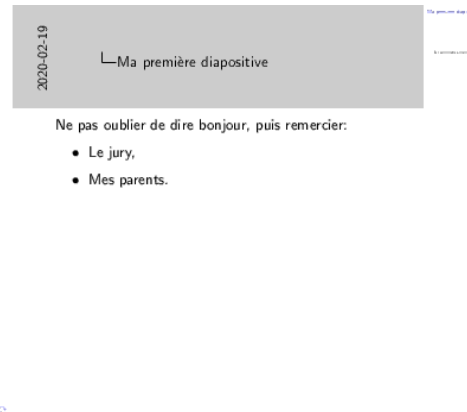 2020-02-19
Ma première diapositive
Ne pas oublier de dire bonjour, puis remercier:
• Le jury,
• Mes parents.